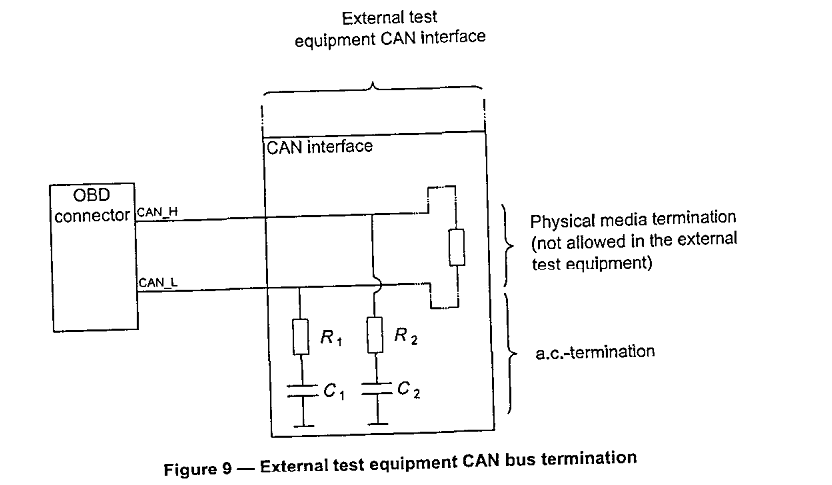 External test
equipment CAN interface
CAN interface
OBD
connector
CAN_H
CAN_L
Physical media termination
(not allowed in the external
test equipment)
R1
R2
a.c.-termination
C1
C2
Figure 9 — External test equipment CAN bus termination